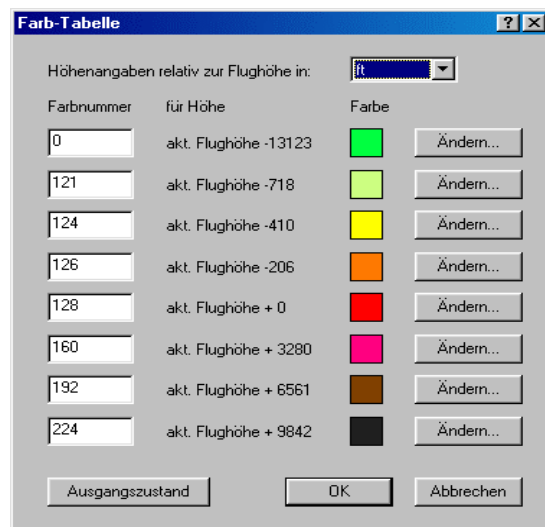 Farb-Tabelle
Höhenangaben relativ zur Flughöhe in: ft
Farbnummer für Höhe Farbe
0 akt. Flughöhe -13123 Ändern...
121 akt. Flughöhe -718 Ändern...
124 akt. Flughöhe -410 Ändern...
126 akt. Flughöhe -206 Ändern...
128 akt. Flughöhe + 0 Ändern...
160 akt. Flughöhe + 3280 Ändern...
192 akt. Flughöhe + 6561 Ändern...
224 akt. Flughöhe + 9842 Ändern...
Ausgangszustand OK Abbrechen